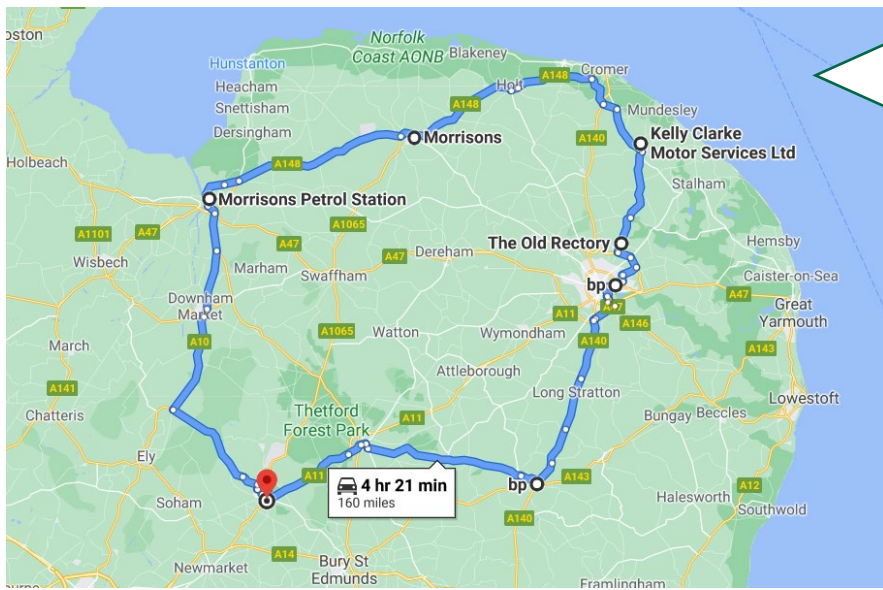 oston
Norfolk
Coast AONB
Blakeney
Hunstanton
Heacham
Snettisham
Dersingham
Holt
A148
Cromer
Mundesley
A148
A140
Morrisons
Kelly Clarke
Motor Services Ltd
Holbeach
A148
Stalham
Morrisons Petrol Station
A1065
A1101
A47
A47
The Old Rectory
Hemsby
Wisbech
Marham
Dereham
A47
Caister-on-Sea
Swaffham
bp
A47
Downham
Market
A1065
Watton
Wymondham
A11
A146
Great
Yarmouth
March
A10
A140
A143
Attleborough
A141
Long Stratton
Lowestoft
Chatteris
Thetford
Forest Park
A11
Bungay
Beccles
Ely
A11
4 hr 21 min
160 miles
bp
A143
A12
Soham
Halesworth
Southwold
A140
A14
Newmarket
Bury St
Edmunds
Framlingham